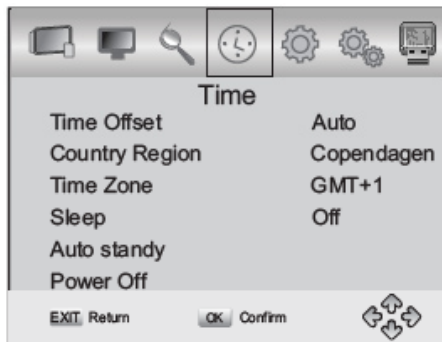 Time
Time Offset Auto
Country Region Copendagen
Time Zone GMT+1
Sleep Off
Auto standy
Power Off
EXIT Return OK Confirm